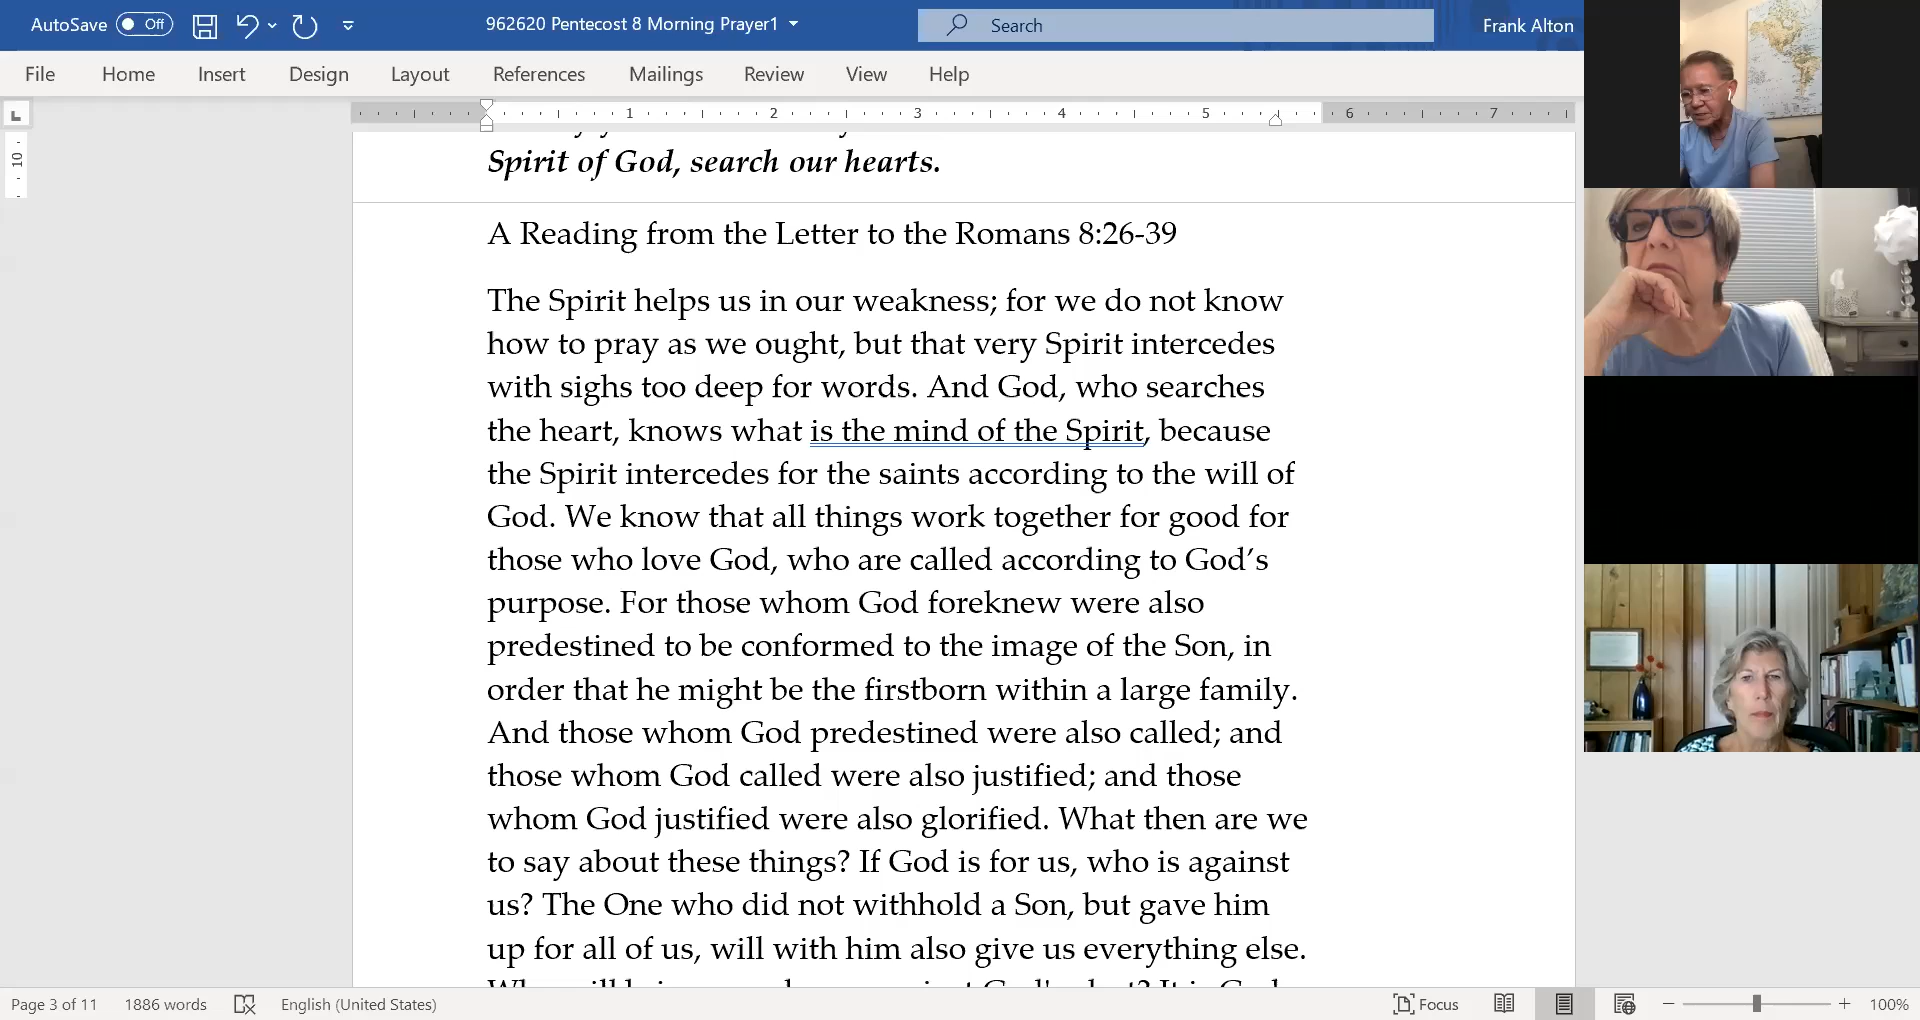 AutoSave Off 962620 Pentecost 8 Morning Prayer1 Search Frank Alton
File Home Insert Design Layout References Mailings Review View Help
1 2 3 4 5 6 7
10
Spirit of God, search our hearts.
A Reading from the Letter to the Romans 8:26-39
The Spirit helps us in our weakness; for we do not know
how to pray as we ought, but that very Spirit intercedes
with sighs too deep for words. And God, who searches
the heart, knows what is the mind of the Spirit, because
the Spirit intercedes for the saints according to the will of
God. We know that all things work together for good for
those who love God, who are called according to God’s
purpose. For those whom God foreknew were also
predestined to be conformed to the image of the Son, in
order that he might be the firstborn within a large family.
And those whom God predestined were also called; and
those whom God called were also justified; and those
whom God justified were also glorified. What then are we
to say about these things? If God is for us, who is against
us? The One who did not withhold a Son, but gave him
up for all of us, will with him also give us everything else.
Page 3 of 11 1886 words English (United States) Focus 100%